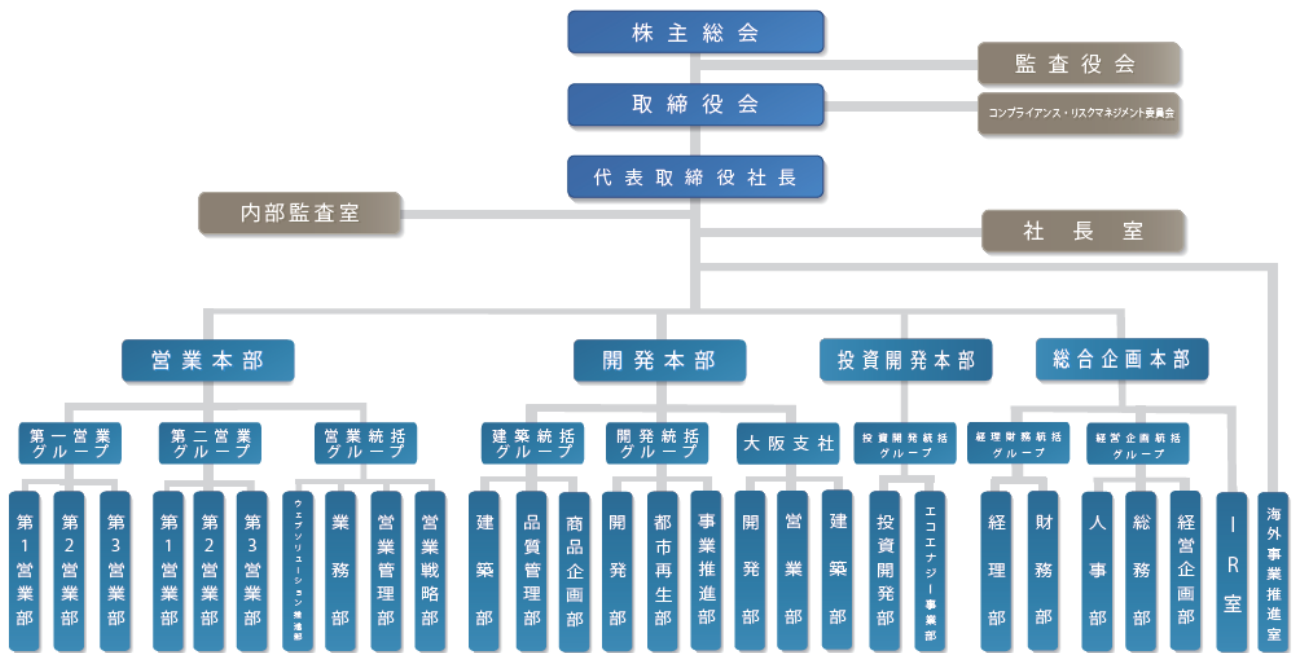 株主総会
監査役会
取締役会
コンプライアンス・リスクマネジメント委員会
代表取締役社長
内部監査室
社長室
営業本部
開発本部
投資開発本部
総合企画本部
第一営業
グループ
第二営業
グループ
営業統括
グループ
建築統括
グループ
開発統括
グループ
大阪支社
投資開発統括
グループ
経理財務統括
グループ
経営企画統括
グループ
第1営業部
第2営業部
第3営業部
第1営業部
第2営業部
第3営業部
ウェブソリューション推進部
業務部
営業管理部
営業戦略部
建築部
品質管理部
商品企画部
開発部
都市再生部
事業推進部
開発部
営業部
建築部
投資開発部
エコエナジー事業部
経理部
財務部
人事部
総務部
経営企画部
IR室
海外事業推進室